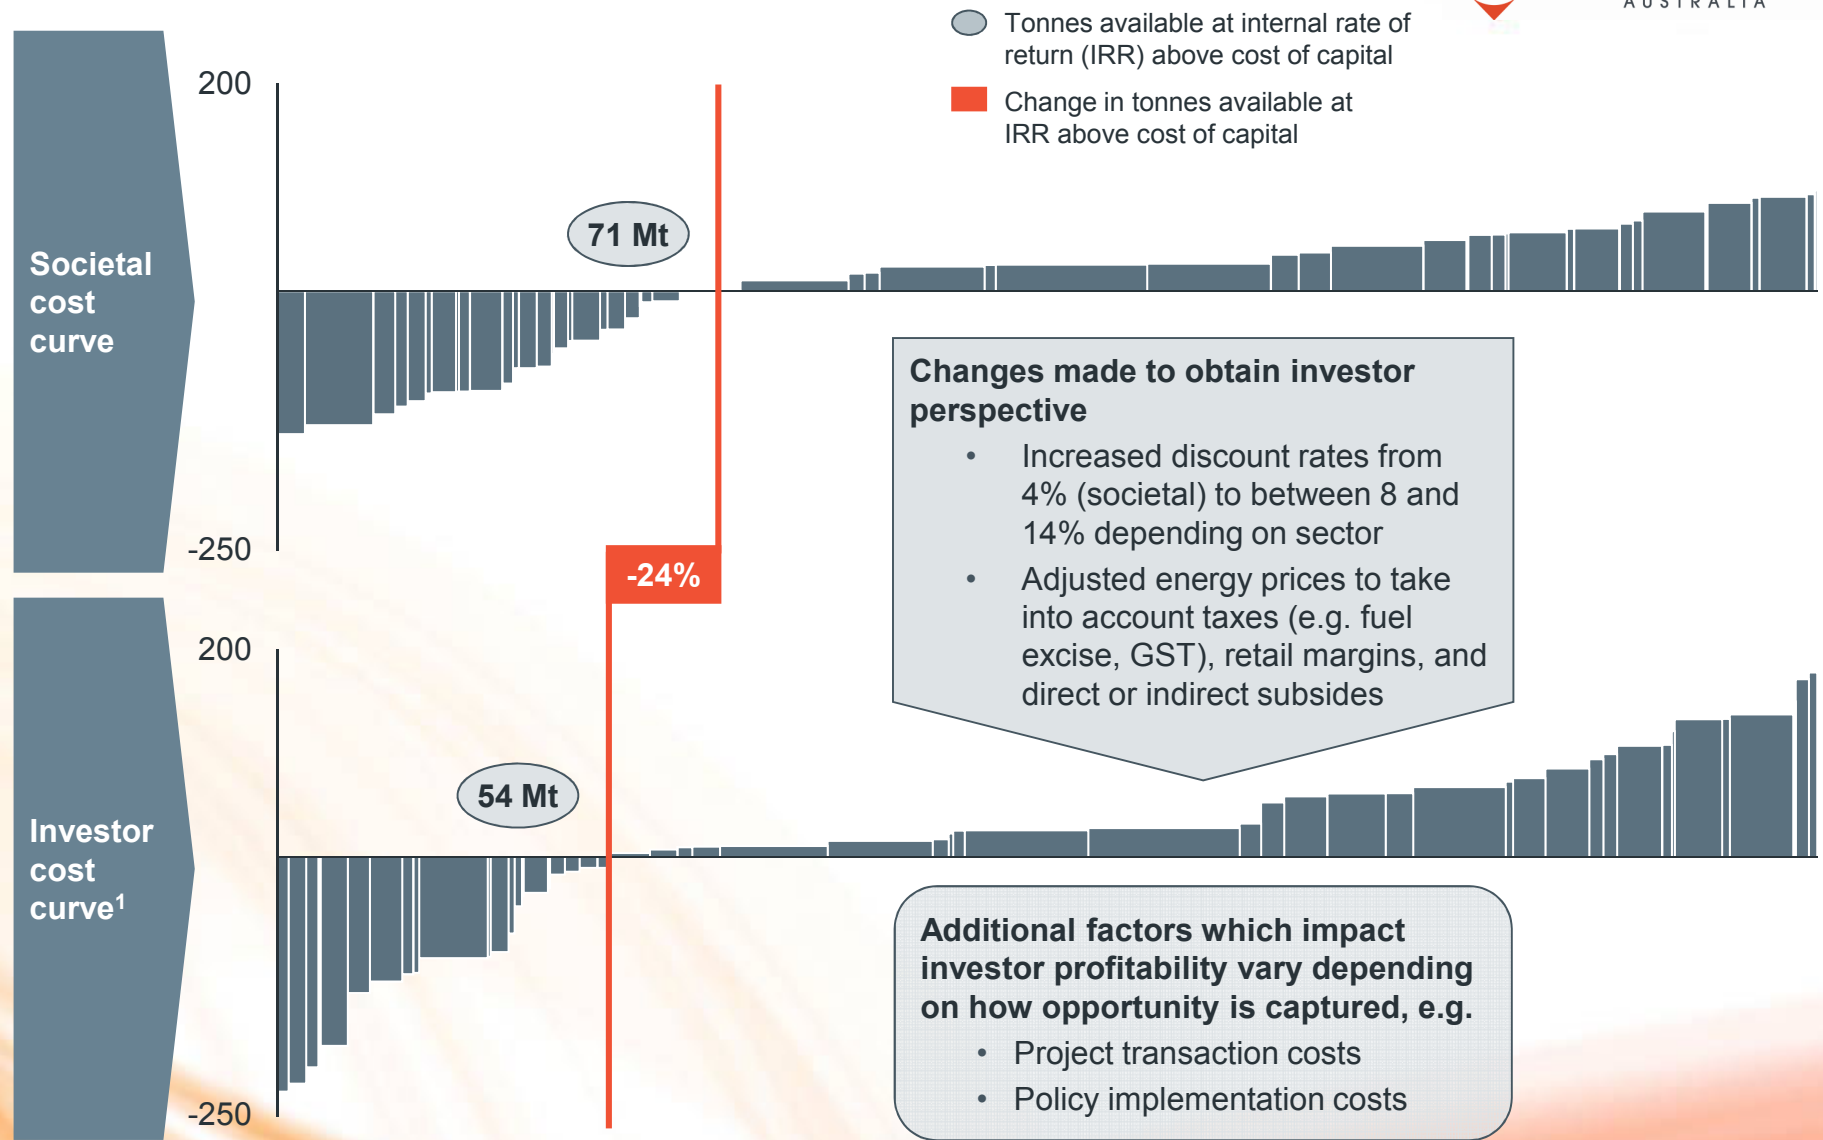 AUSTRALIA
Tonnes available at internal rate of
return (IRR) above cost of capital
Change in tonnes available at
IRR above cost of capital
Societal
cost
curve
200
71 Mt
-250
Changes made to obtain investor
perspective
• Increased discount rates from
4% (societal) to between 8 and
14% depending on sector
• Adjusted energy prices to take
into account taxes (e.g. fuel
excise, GST), retail margins, and
direct or indirect subsides
-24%
Investor
cost
curve¹
200
54 Mt
-250
Additional factors which impact
investor profitability vary depending
on how opportunity is captured, e.g.
• Project transaction costs
• Policy implementation costs